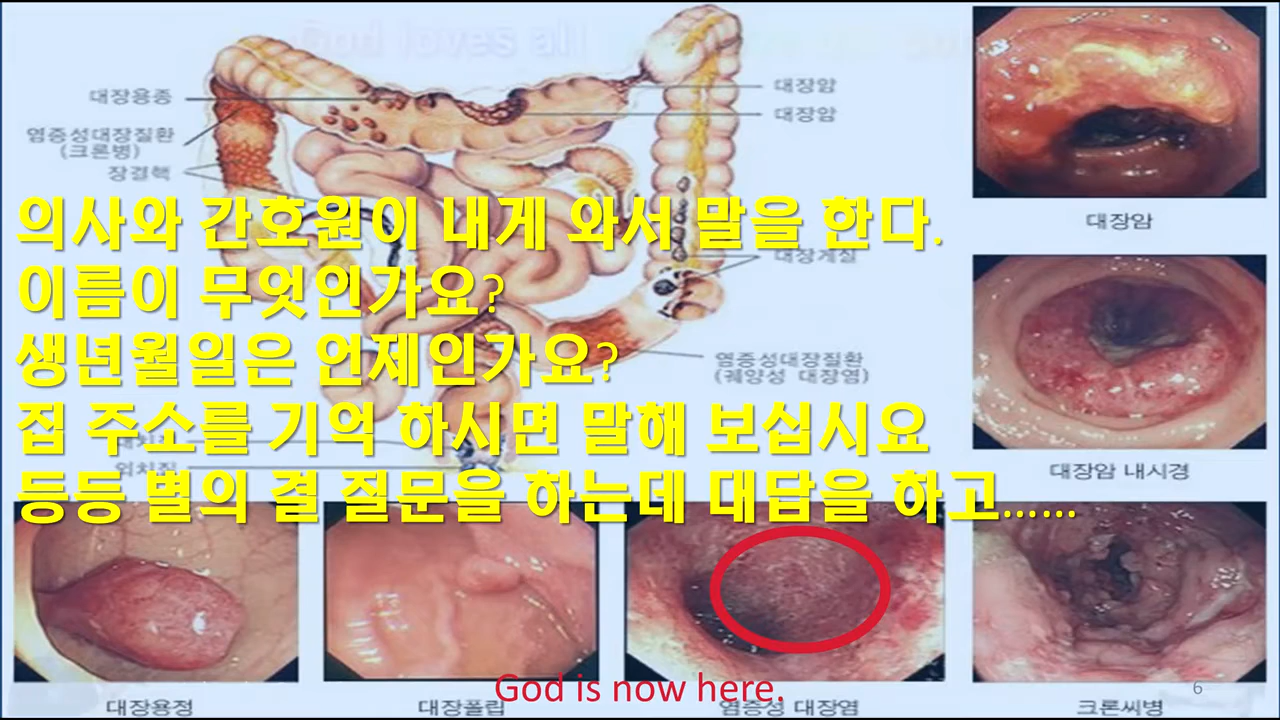 God loves all
대장용종
염증성대장질환
(크론병)
장결핵
대장암
대장암
대장암
의사와 간호원이 내게 와서 말을 한다.
대장게실
이름이 무엇인가요?
생년월일은 언제인가요?
염증성대장질환
(궤양성 대장염)
집 주소를 기억 하시면 말해 보십시요
외치핵
대장암 내시경
등등 별의 결 질문을 하는데 대답을 하고......
God is now here.
6
대장용정
대장폴립
염증성 대장염
크론씨병